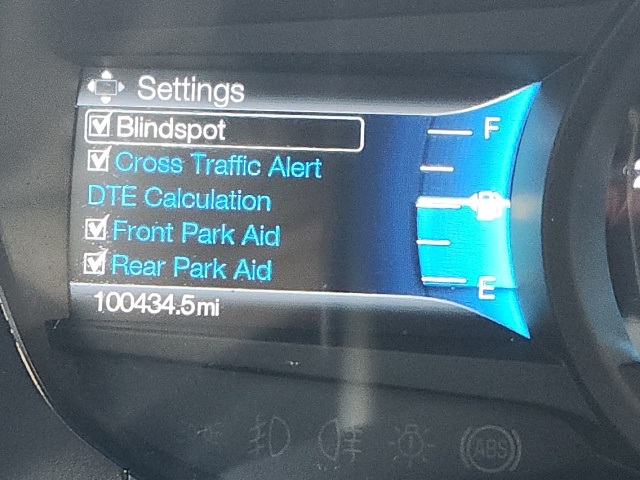 Settings
Blindspot
Cross Traffic Alert
DTE Calculation
Front Park Aid
Rear Park Aid
100434.5mi
F
E
ABS